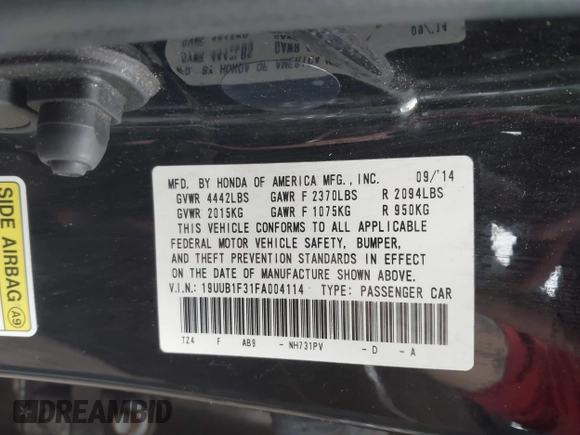 09/'14
MFD. BY HONDA OF AMERICA MFG., INC. 09/'14
GVWR 4442LBS GAWR F 2370LBS R 2094LBS
GVWR 2015KG GAWR F 1075KG R 950KG
THIS VEHICLE CONFORMS TO ALL APPLICABLE
FEDERAL MOTOR VEHICLE SAFETY, BUMPER,
AND THEFT PREVENTION STANDARDS IN EFFECT
ON THE DATE OF MANUFACTURE SHOWN ABOVE.
V.I.N.: 19UUB1F31FA004114 TYPE: PASSENGER CAR
TZ4 F AB9 - NH731PV - D - A
SIDE AIRBAG A9
DREAMBID